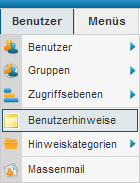 Benutzer Menüs
Benutzer
Gruppen
Zugriffsebenen
Benutzerhinweise
Hinweiskategorien
Massenmail